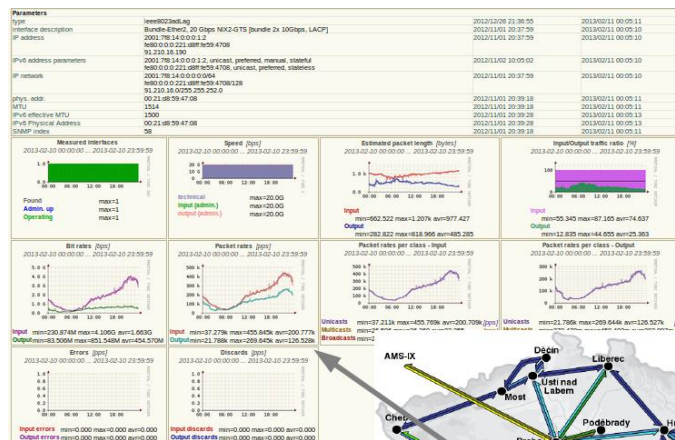 Parameters
type ieee8023adLag 2012/12/26 21:36:55 2013/02/11 00:05:11
interface description Bundle-Ether2, 20 Gbps NIX2-GTS [bundle 2x 10Gbps, LACP] 2012/11/01 20:37:59 2013/02/11 00:05:10
IP address 2001:7f8:14:0:0:0:1:2 2012/11/01 20:37:59 2013/02/11 00:05:10
fe80:0:0:0:221:d8ff:fe59:4708
91.210.16.190
IPv6 address parameters 2001:7f8:14:0:0:0:1:2, unicast, preferred, manual, stateful 2012/11/02 10:05:02 2013/02/11 00:05:10
fe80:0:0:0:221:d8ff:fe59:4708, unicast, preferred, stateless
IP network 2001:7f8:14:0:0:0:0:0/64 2012/11/01 20:37:59 2013/02/11 00:05:10
fe80:0:0:0:221:d8ff:fe59:4708/128
91.210.16.0/255.255.252.0
phys. addr. 00:21:d8:59:47:08 2012/11/01 20:39:18 2013/02/11 00:05:11
MTU 1514 2012/11/01 20:39:18 2013/02/11 00:05:11
IPv6 effective MTU 1500 2012/11/01 20:39:28 2013/02/11 00:05:13
IPv6 Physical Address 00:21:d8:59:47:08 2012/11/01 20:39:28 2013/02/11 00:05:13
SNMP index 58 2012/11/01 20:39:18 2013/02/11 00:05:11
Measured interfaces Speed [bps] Estimated packet length [bytes] Input/Output traffic ratio [%]
2013-02-10 00:00:00 ... 2013-02-10 23:59:59 2013-02-10 00:00:00 ... 2013-02-10 23:59:59 2013-02-10 00:00:00 ... 2013-02-10 23:59:59 2013-02-10 00:00:00 ... 2013-02-10 23:59:59
Found max=1
Admin. up max=1
Operating max=1
technical max=20.0G
input (admin.) max=20.0G
output (admin.) max=20.0G
Input
min=662.522 max=1.207k avr=977.427
Output
min=282.822 max=818.966 avr=485.285
Input
min=55.345 max=87.165 avr=74.637
Output
min=12.835 max=44.655 avr=25.363
Bit rates [bps] Packet rates [pps] Packet rates per class - Input Packet rates per class - Output
2013-02-10 00:00:00 ... 2013-02-10 23:59:59 2013-02-10 00:00:00 ... 2013-02-10 23:59:59 2013-02-10 00:00:00 ... 2013-02-10 23:59:59 2013-02-10 00:00:00 ... 2013-02-10 23:59:59
Input min=230.874M max=4.106G avr=1.663G
Output min=83.506M max=851.548M avr=454.570M
Input min=37.279k max=455.845k avr=200.777k
Output min=21.788k max=269.645k avr=126.528k
Unicasts min=37.211k max=455.769k avr=200.709k [pps]
Multicasts
Broadcasts
Unicasts min=21.786k max=269.644k avr=126.527k
Multicasts
Errors [pps] Discards [pps]
2013-02-10 00:00:00 ... 2013-02-10 23:59:59 2013-02-10 00:00:00 ... 2013-02-10 23:59:59
Input errors min=0.000 max=0.000 avr=0.000
Output errors min=0.000 max=0.000 avr=0.000
Input discards min=0.000 max=0.000 avr=0.000
Output discards min=0.000 max=0.000 avr=0.000
AMS-IX
Děčín
Liberec
Ústí nad
Labem
Most
Cheb
Poděbrady